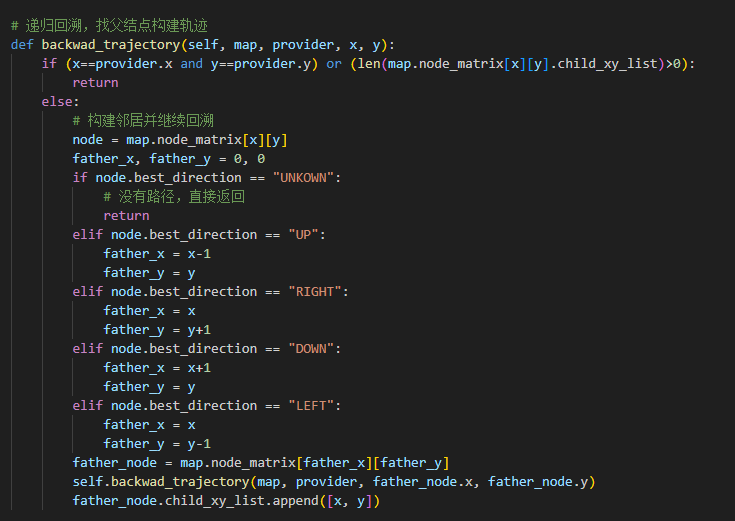 # 递归回溯，找父结点构建轨迹
def backwad_trajectory(self, map, provider, x, y):
    if (x==provider.x and y==provider.y) or (len(map.node_matrix[x][y].child_xy_list)>0):
        return
    else:
        # 构建邻居并继续回溯
        node = map.node_matrix[x][y]
        father_x, father_y = 0, 0
        if node.best_direction == "UNKOWN":
            # 没有路径，直接返回
            return
        elif node.best_direction == "UP":
            father_x = x-1
            father_y = y
        elif node.best_direction == "RIGHT":
            father_x = x
            father_y = y+1
        elif node.best_direction == "DOWN":
            father_x = x+1
            father_y = y
        elif node.best_direction == "LEFT":
            father_x = x
            father_y = y-1
        father_node = map.node_matrix[father_x][father_y]
        self.backwad_trajectory(map, provider, father_node.x, father_node.y)
        father_node.child_xy_list.append([x, y])